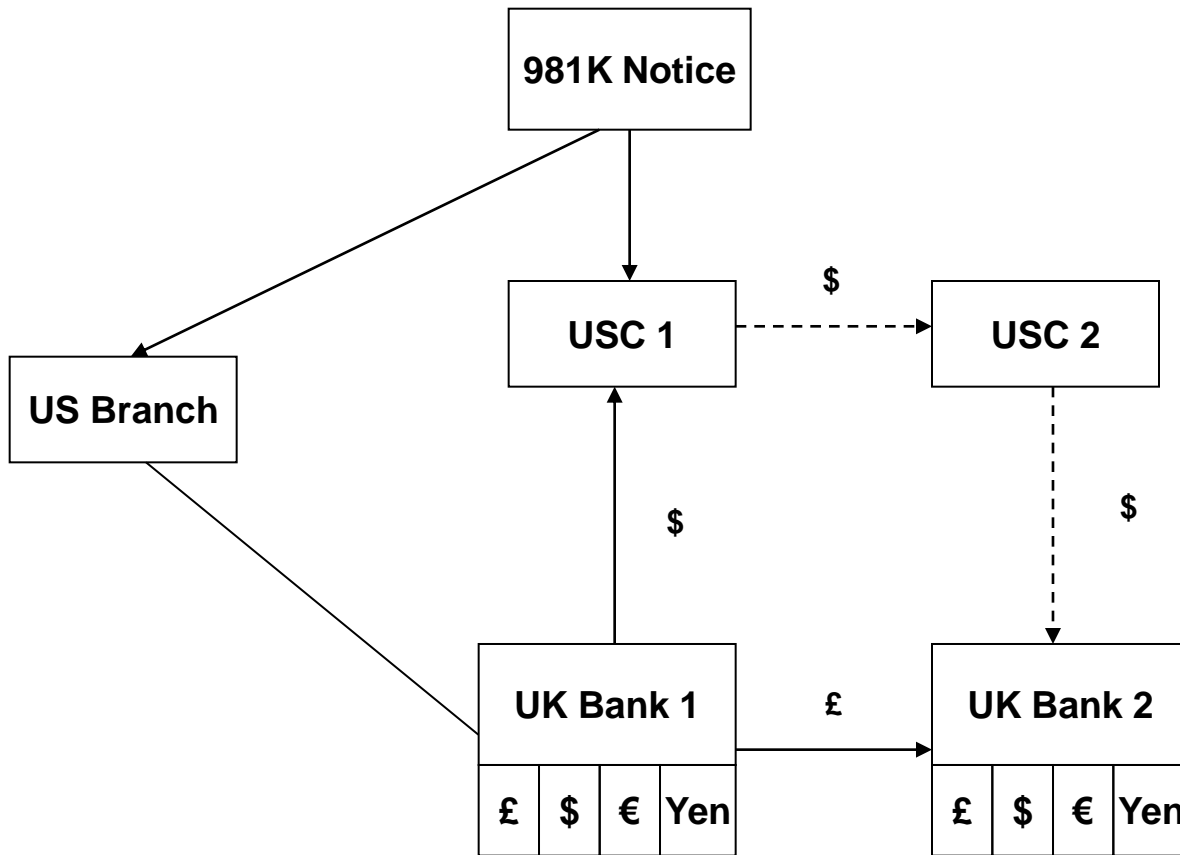 981K Notice
$
USC 1
USC 2
US Branch
$
$
UK Bank 1
£
UK Bank 2
£ $ € Yen
£ $ € Yen